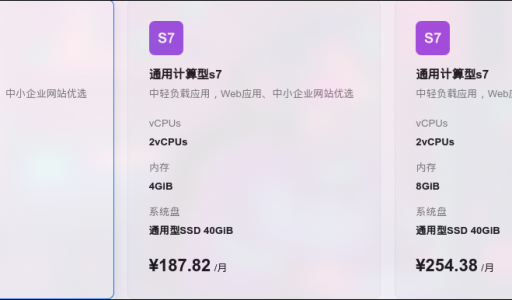 中小企业网站优选
S7
通用计算型s7
中轻负载应用，Web应用、中小企业网站优选
vCPUs
2vCPUs
内存
4GiB
系统盘
通用型SSD 40GiB
¥187.82 /月
S7
通用计算型s7
中轻负载应用，Web应
vCPUs
2vCPUs
内存
8GiB
系统盘
通用型SSD 40GiB
¥254.38 /月